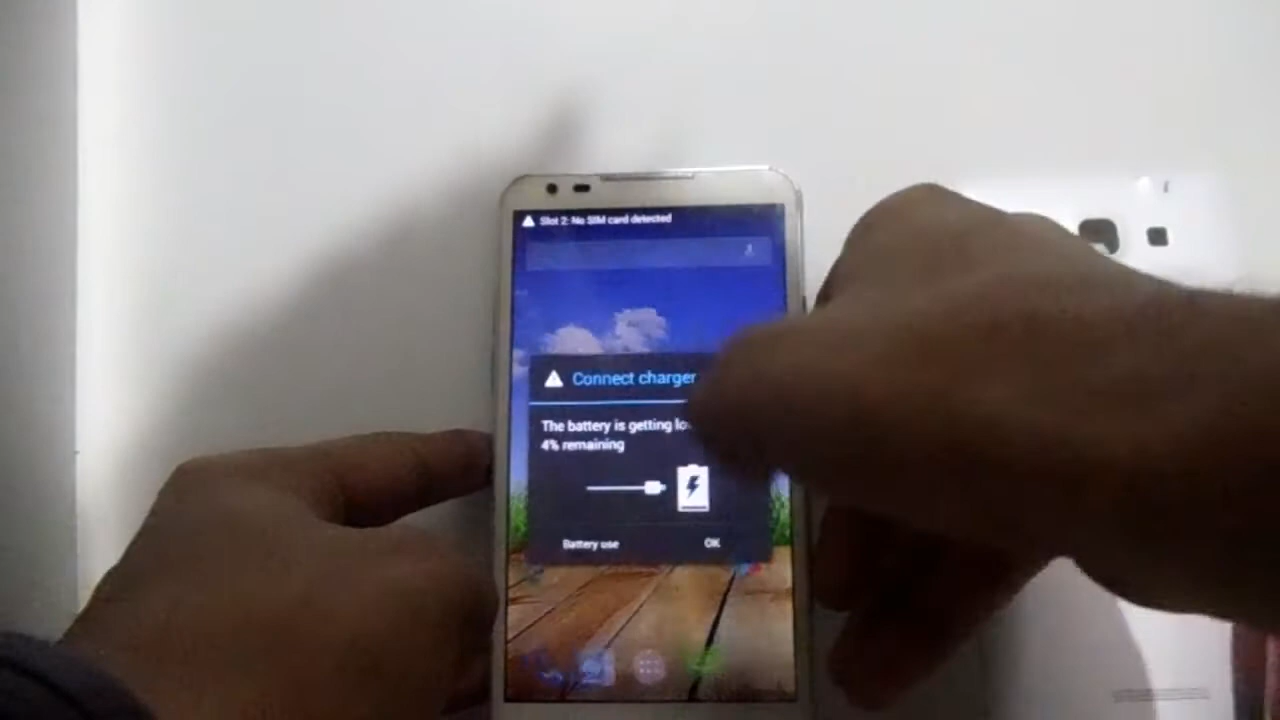 Slot 2: No SIM card detected
Connect charger
The battery is getting lo
4% remaining
Battery use
OK